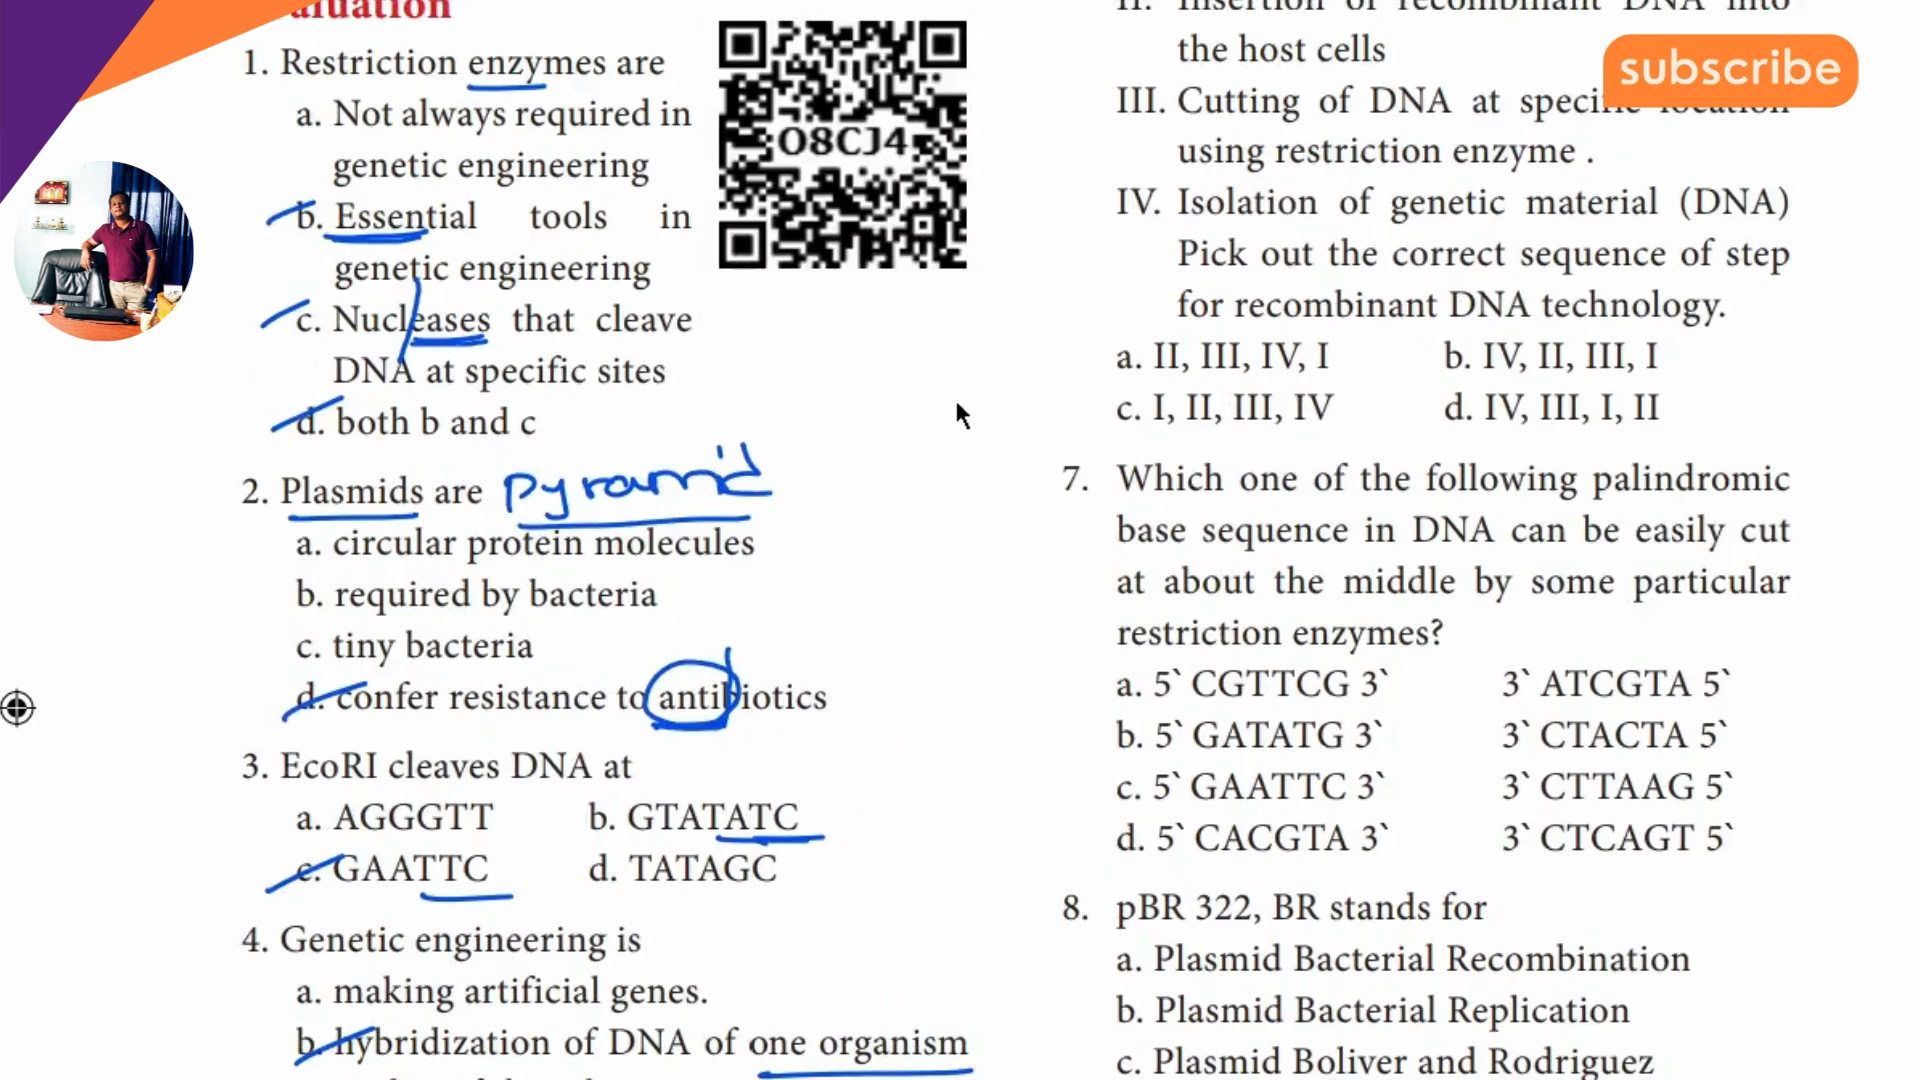 aluation
1. Restriction enzymes are
a. Not always required in
genetic engineering
b. Essential tools in
genetic engineering
c. Nucleases that cleave
DNA at specific sites
d. both b and c
O8CJ4
2. Plasmids are pyramid
a. circular protein molecules
b. required by bacteria
c. tiny bacteria
d. confer resistance to antibiotics
3. EcoRI cleaves DNA at
a. AGGGTT b. GTATATC
c. GAATTC d. TATAGC
4. Genetic engineering is
a. making artificial genes.
b. hybridization of DNA of one organism
II. Insertion of recombinant DNA into
the host cells
subscribe
III. Cutting of DNA at specific location
using restriction enzyme .
IV. Isolation of genetic material (DNA)
Pick out the correct sequence of step
for recombinant DNA technology.
a. II, III, IV, I b. IV, II, III, I
c. I, II, III, IV d. IV, III, I, II
7. Which one of the following palindromic
base sequence in DNA can be easily cut
at about the middle by some particular
restriction enzymes?
a. 5` CGTTCG 3` 3` ATCGTA 5`
b. 5` GATATG 3` 3` CTACTA 5`
c. 5` GAATTC 3` 3` CTTAAG 5`
d. 5` CACGTA 3` 3` CTCAGT 5`
8. pBR 322, BR stands for
a. Plasmid Bacterial Recombination
b. Plasmid Bacterial Replication
c. Plasmid Boliver and Rodriguez